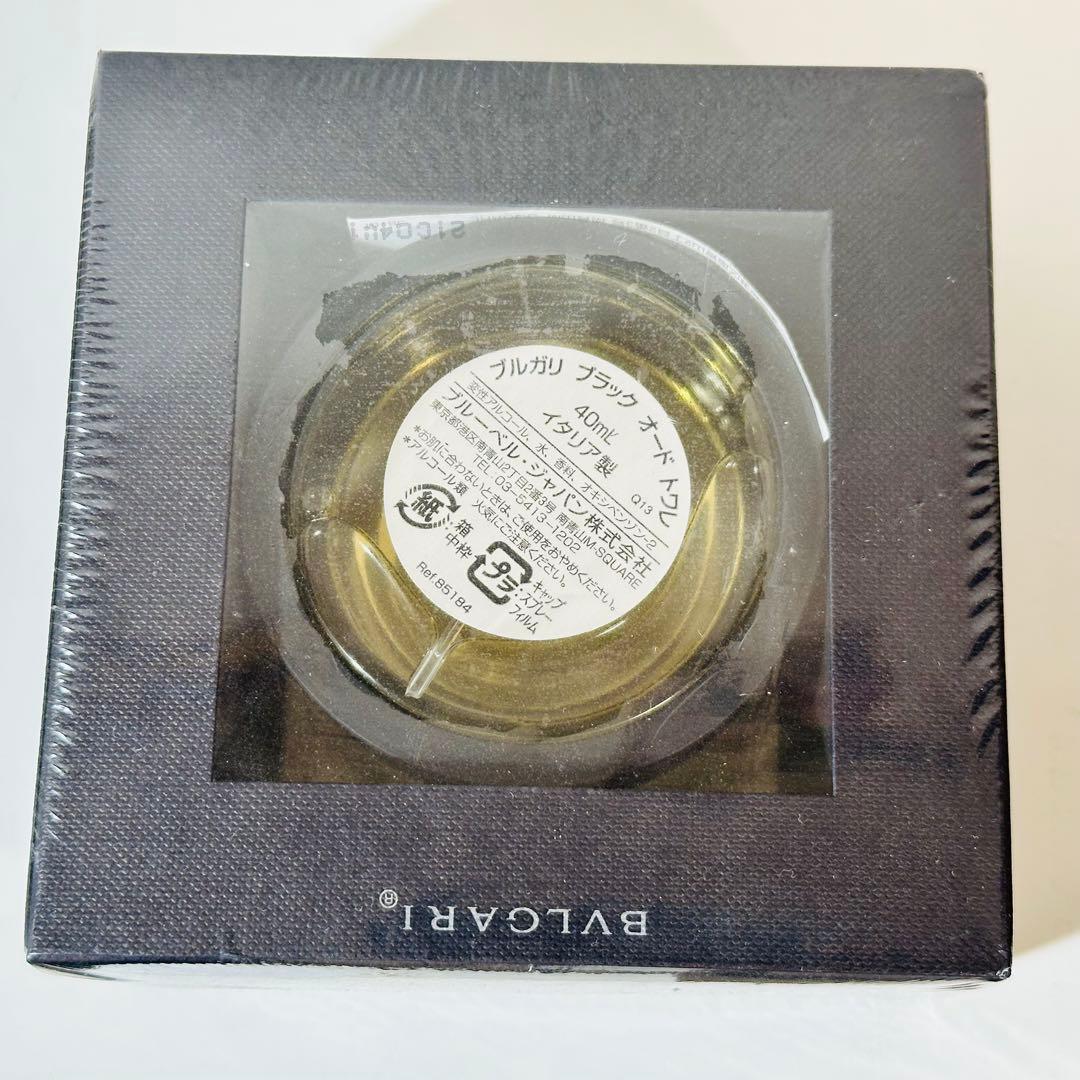 ブルガリ ブラック オード トワレ
40mL
イタリア製 Q13
変性アルコール、水、香料、オキシベンゾン-2
ブルーベル・ジャパン株式会社
東京都港区南青山2丁目2番3号 南青山M-SQUARE
TEL:03-5413-1202
*お肌に合わないときは、ご使用をおやめください。
*アルコール類 火気にご注意ください。
紙
:箱
中枠
プラ
:キャップ
・スプレー
フィルム
Ref.85184
BVLGARI®